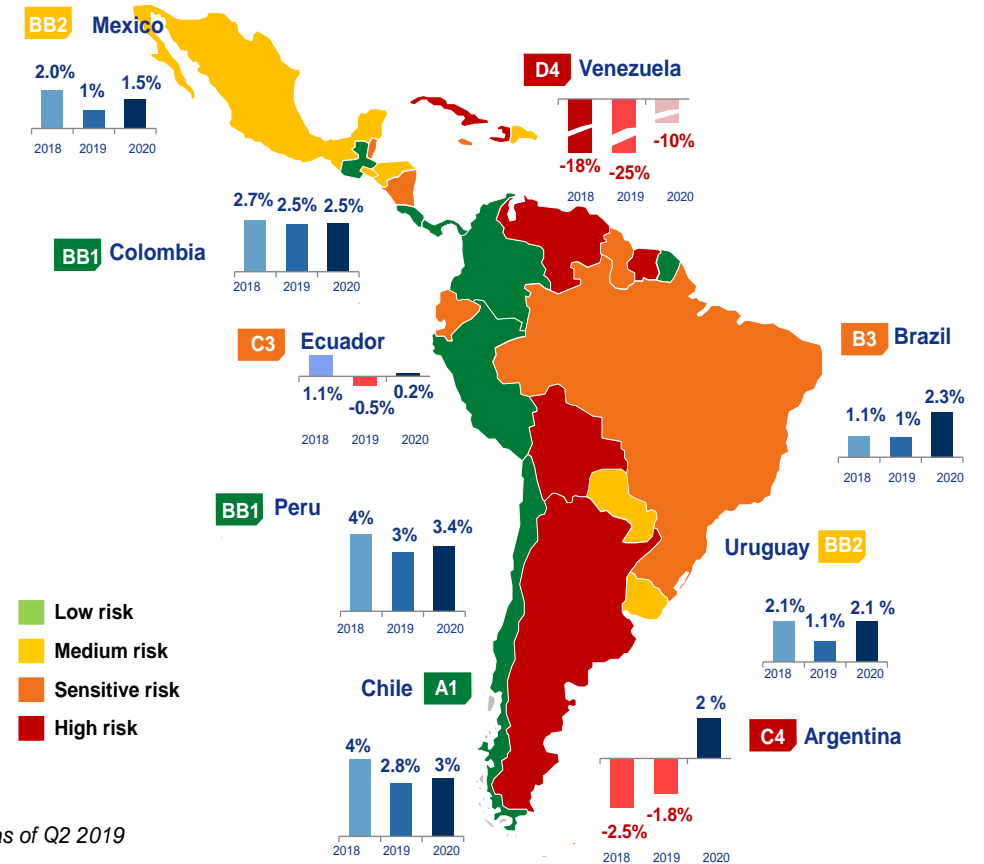 BB2 Mexico
2.0% 1% 1.5%
2018 2019 2020
D4 Venezuela
-18% -25% -10%
2018 2019 2020
BB1 Colombia
2.7% 2.5% 2.5%
2018 2019 2020
C3 Ecuador
1.1% -0.5% 0.2%
2018 2019 2020
B3 Brazil
1.1% 1% 2.3%
2018 2019 2020
BB1 Peru
4% 3% 3.4%
2018 2019 2020
Uruguay BB2
2.1% 1.1% 2.1 %
2018 2019 2020
Low risk
Medium risk
Sensitive risk
High risk
Chile A1
4% 2.8% 3%
2018 2019 2020
C4 Argentina
-2.5% -1.8% 2 %
2018 2019 2020
as of Q2 2019